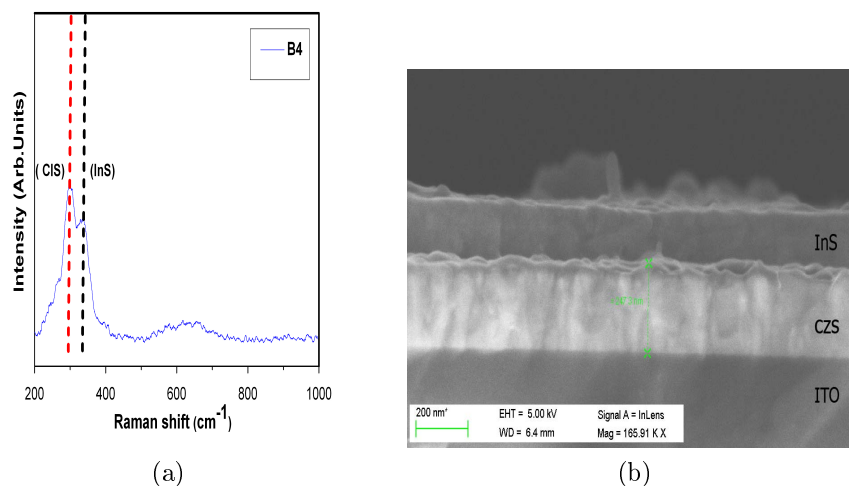 B4
( CIS)
(InS)
Intensity (Arb.Units)
200 400 600 800 1000
Raman shift (cm-1)
(a)
InS
CZS
ITO
200 nm*
EHT = 5.00 kV
Signal A = InLens
WD = 6.4 mm
Mag = 165.91 K X
(b)